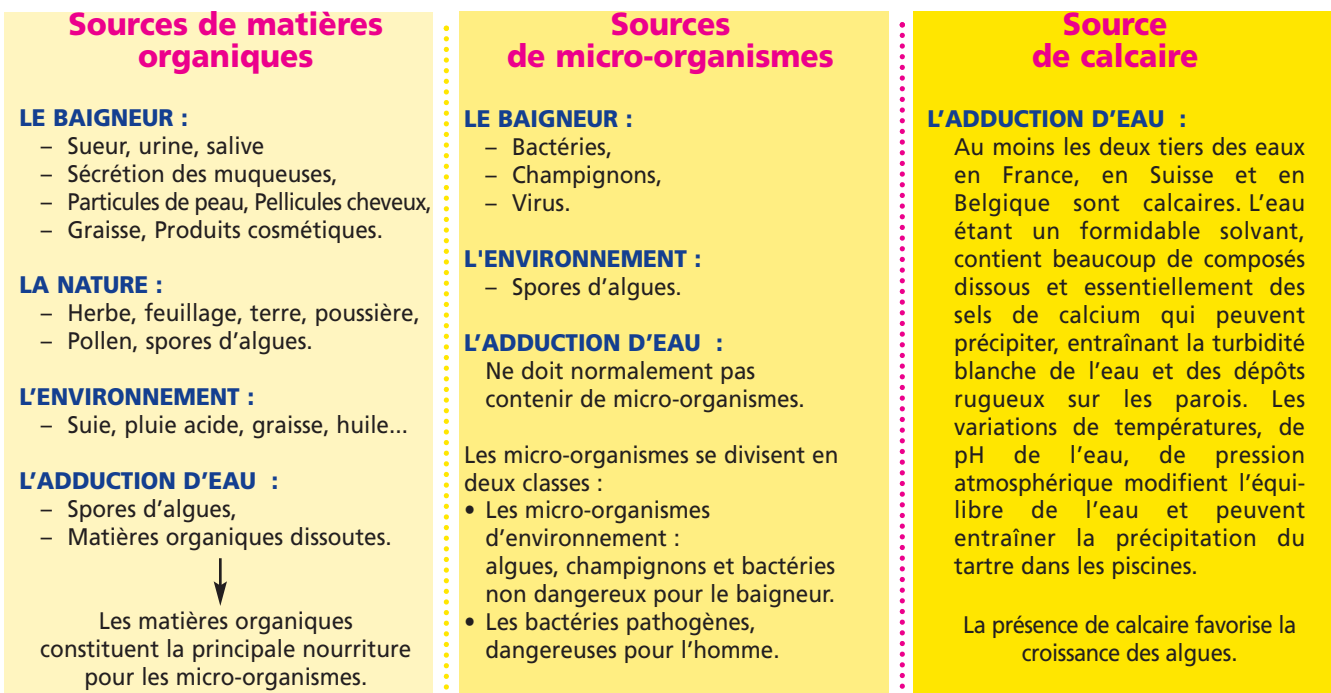 Sources de matières
organiques
LE BAIGNEUR :
– Sueur, urine, salive
– Sécrétion des muqueuses,
– Particules de peau, Pellicules cheveux,
– Graisse, Produits cosmétiques.
LA NATURE :
– Herbe, feuillage, terre, poussière,
– Pollen, spores d’algues.
L’ENVIRONNEMENT :
– Suie, pluie acide, graisse, huile...
L’ADDUCTION D’EAU :
– Spores d’algues,
– Matières organiques dissoutes.
Les matières organiques
constituent la principale nourriture
pour les micro-organismes.
Sources
de micro-organismes
LE BAIGNEUR :
– Bactéries,
– Champignons,
– Virus.
L'ENVIRONNEMENT :
– Spores d’algues.
L’ADDUCTION D’EAU :
Ne doit normalement pas
contenir de micro-organismes.
Les micro-organismes se divisent en
deux classes :
• Les micro-organismes
d’environnement :
algues, champignons et bactéries
non dangereux pour le baigneur.
• Les bactéries pathogènes,
dangereuses pour l’homme.
Source
de calcaire
L’ADDUCTION D’EAU :
Au moins les deux tiers des eaux
en France, en Suisse et en
Belgique sont calcaires. L’eau
étant un formidable solvant,
contient beaucoup de composés
dissous et essentiellement des
sels de calcium qui peuvent
précipiter, entraînant la turbidité
blanche de l’eau et des dépôts
rugueux sur les parois. Les
variations de températures, de
pH de l’eau, de pression
atmosphérique modifient l’équi-
libre de l’eau et peuvent
entraîner la précipitation du
tartre dans les piscines.
La présence de calcaire favorise la
croissance des algues.